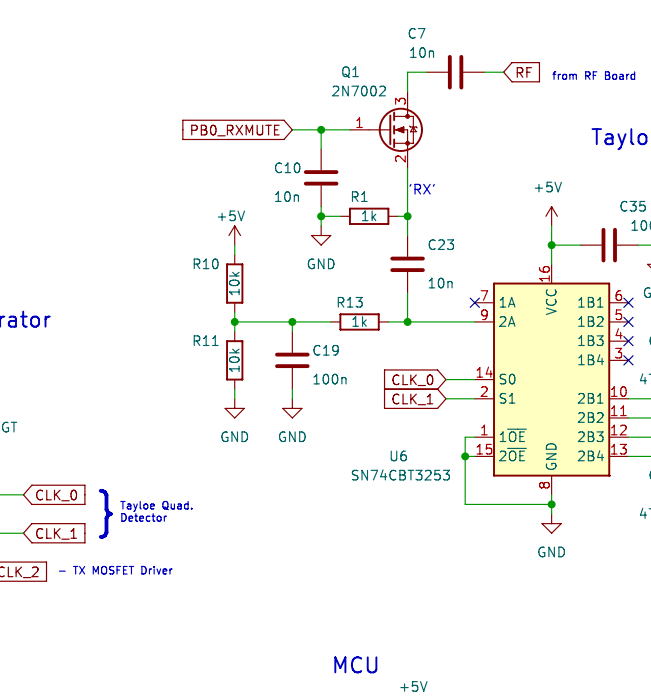 C7
10n
RF
from RF Board
Q1
2N7002
3
PB0_RXMUTE
1
2
Taylo
C10
10n
'RX'
R1
1k
GND
+5V
+5V
C35
10
R10
10k
C23
10n
16
VCC
R13
1k
7 1A
9 2A
1B1 6
1B2 5
1B3 4
1B4 3
rator
R11
10k
C19
100n
CLK_0
14 S0
CLK_1
2 S1
2B1 10
2B2 11
2B3 12
2B4 13
GT
GND
GND
1 1OE
15 2OE
GND
U6
SN74CBT3253
8
CLK_0
CLK_1
Tayloe Quad.
Detector
GND
CLK_2
- TX MOSFET Driver
MCU
+5V